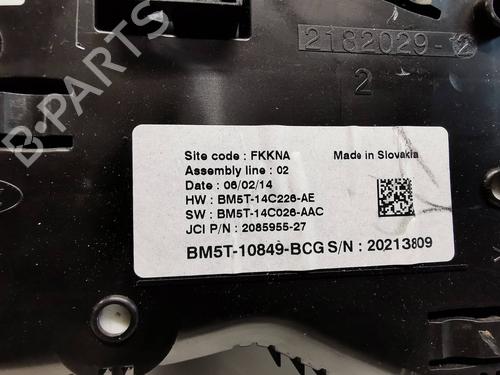 B-PARTS
2182029-2
2
Site code : FKKNA Made in Slovakia
Assembly line : 02
Date : 06/02/14
HW : BM5T-14C226-AE
SW : BM5T-14C026-AAC
JCI P/N : 2085955-27
BM5T-10849-BCG S/N : 20213809